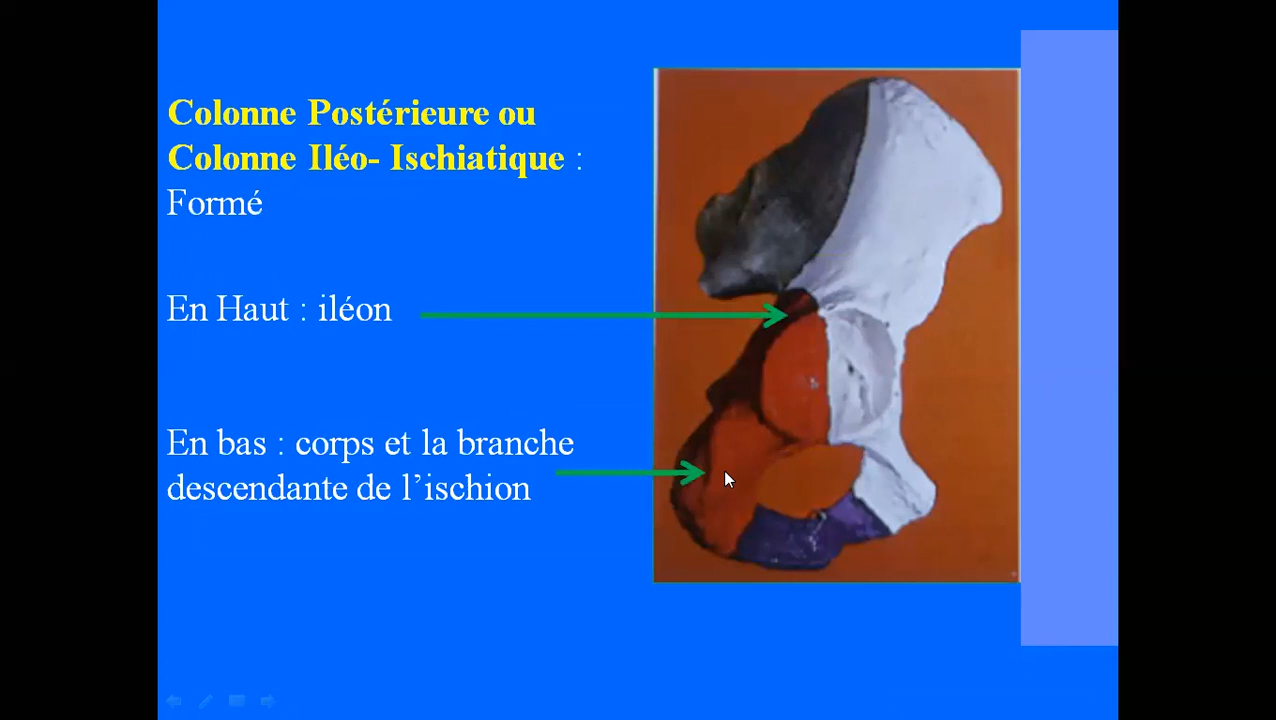 Colonne Postérieure ou
Colonne Iléo- Ischiatique :
Formé
En Haut : iléon
En bas : corps et la branche
descendante de l’ischion